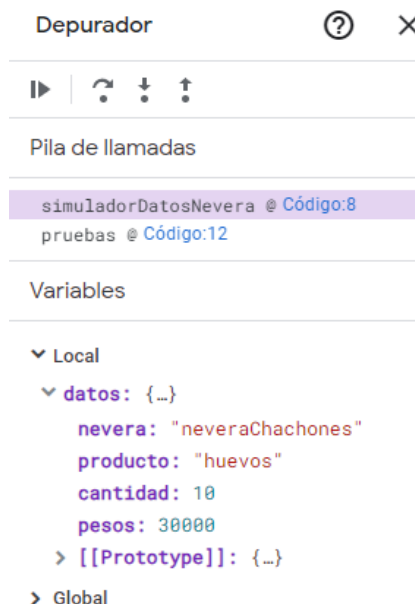 Depurador
Pila de llamadas
simuladorDatosNevera @ Código:8
pruebas @ Código:12
Variables
Local
datos: {…}
nevera: "neveraChachones"
producto: "huevos"
cantidad: 10
pesos: 30000
[[Prototype]]: {…}
Global